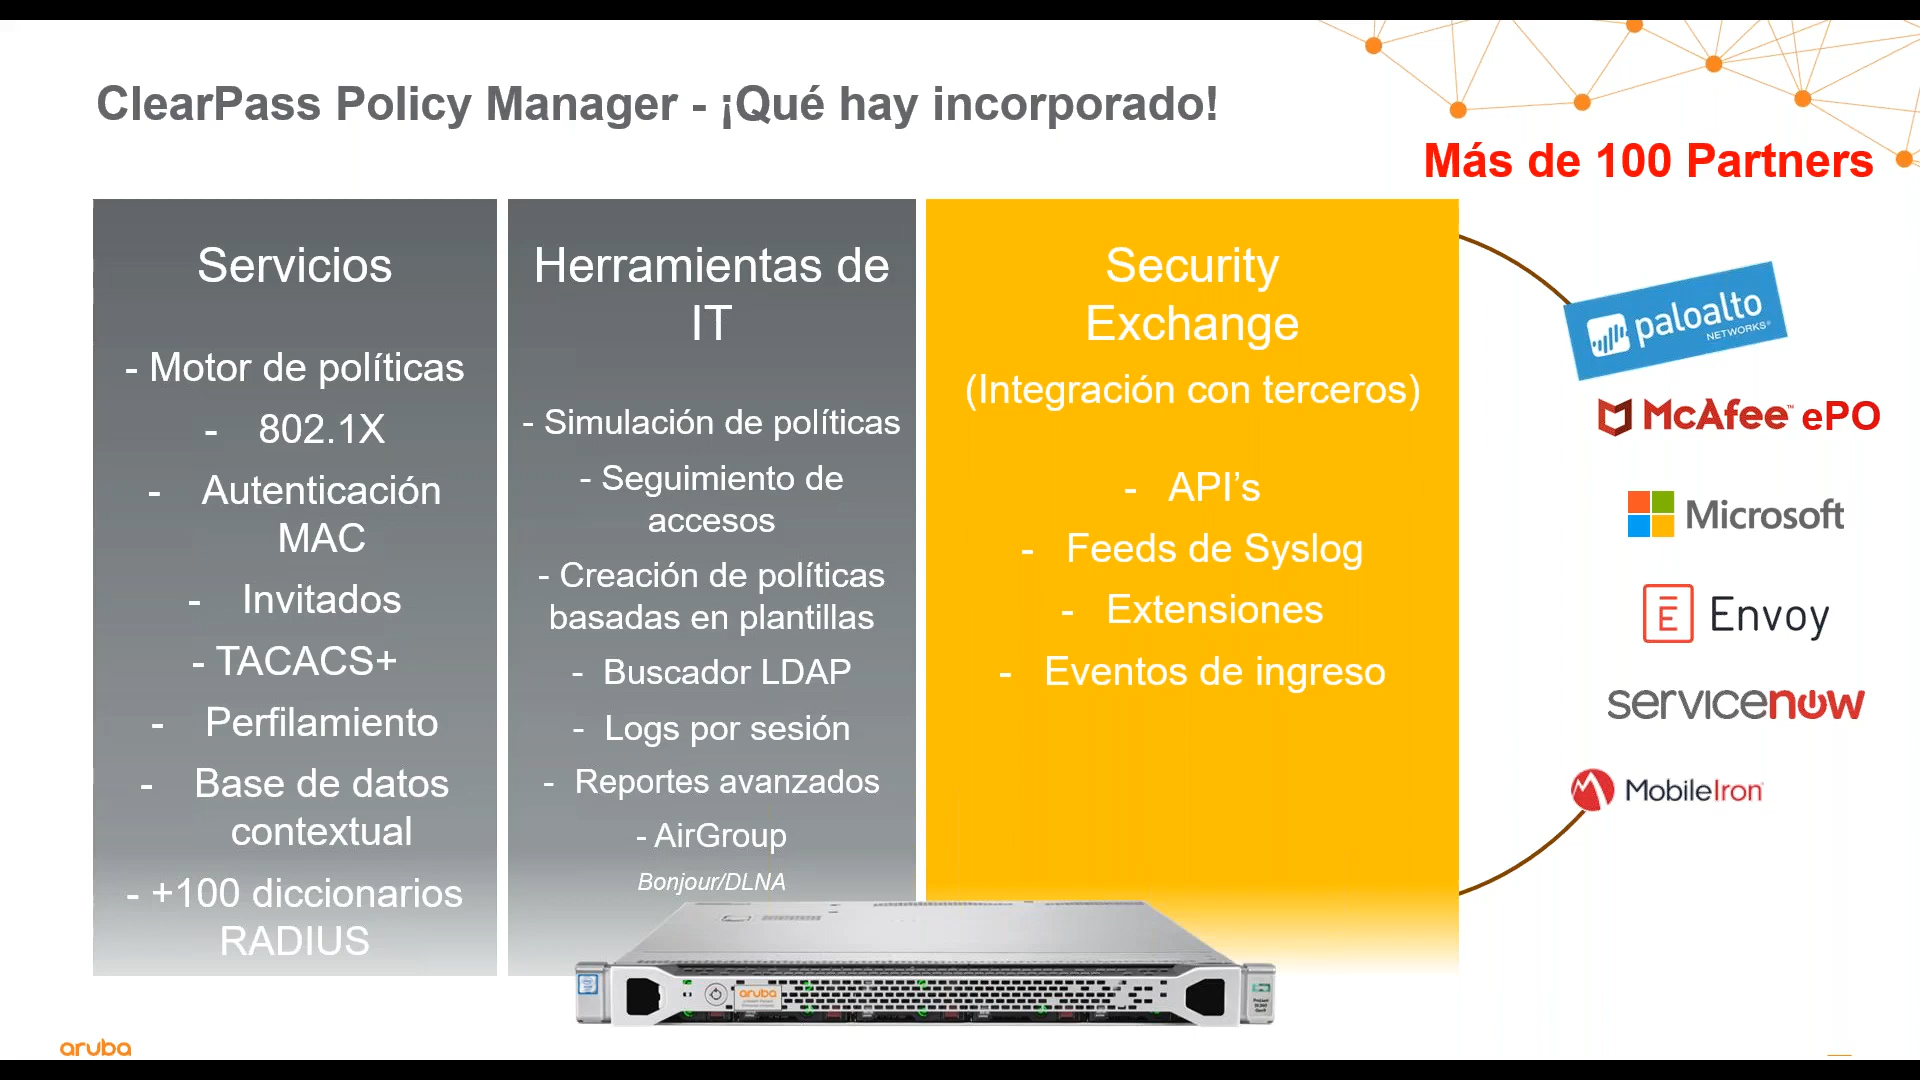 ClearPass Policy Manager - ¡Qué hay incorporado!
Más de 100 Partners
Servicios
- Motor de políticas
- 802.1X
- Autenticación
MAC
- Invitados
- TACACS+
- Perfilamiento
- Base de datos
contextual
- +100 diccionarios
RADIUS
Herramientas de
IT
- Simulación de políticas
- Seguimiento de
accesos
- Creación de políticas
basadas en plantillas
- Buscador LDAP
- Logs por sesión
- Reportes avanzados
- AirGroup
Bonjour/DLNA
Security
Exchange
(Integración con terceros)
- API’s
- Feeds de Syslog
- Extensiones
- Eventos de ingreso
paloalto
NETWORKS®
McAfee™ ePO
Microsoft
Envoy
servicenow
MobileIron
aruba
aruba